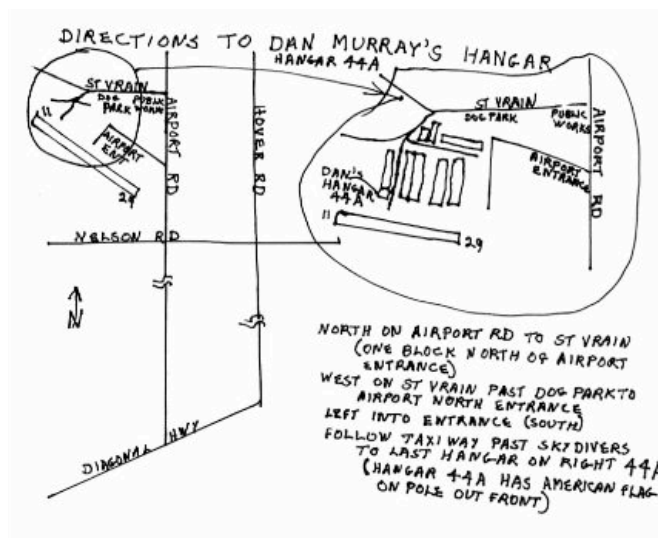 DIRECTIONS TO DAN MURRAY'S HANGAR
HANGAR 44A
ST VRAIN
DOG PARK
PUBLIC WORKS
AIRPORT RD
HOVER RD
11
AIRPORT ENT
29
NELSON RD
N
DIAGONAL HWY
ST VRAIN
DOG PARK
PUBLIC WORKS
AIRPORT RD
AIRPORT ENTRANCE
DAN'S
HANGAR
44A
11
29
NORTH ON AIRPORT RD TO ST VRAIN
(ONE BLOCK NORTH OF AIRPORT
ENTRANCE)
WEST ON ST VRAIN PAST DOG PARK TO
AIRPORT NORTH ENTRANCE
LEFT INTO ENTRANCE (SOUTH)
FOLLOW TAXIWAY PAST SKYDIVERS
TO LAST HANGAR ON RIGHT 44A
(HANGAR 44A HAS AMERICAN FLAG
ON POLE OUT FRONT)